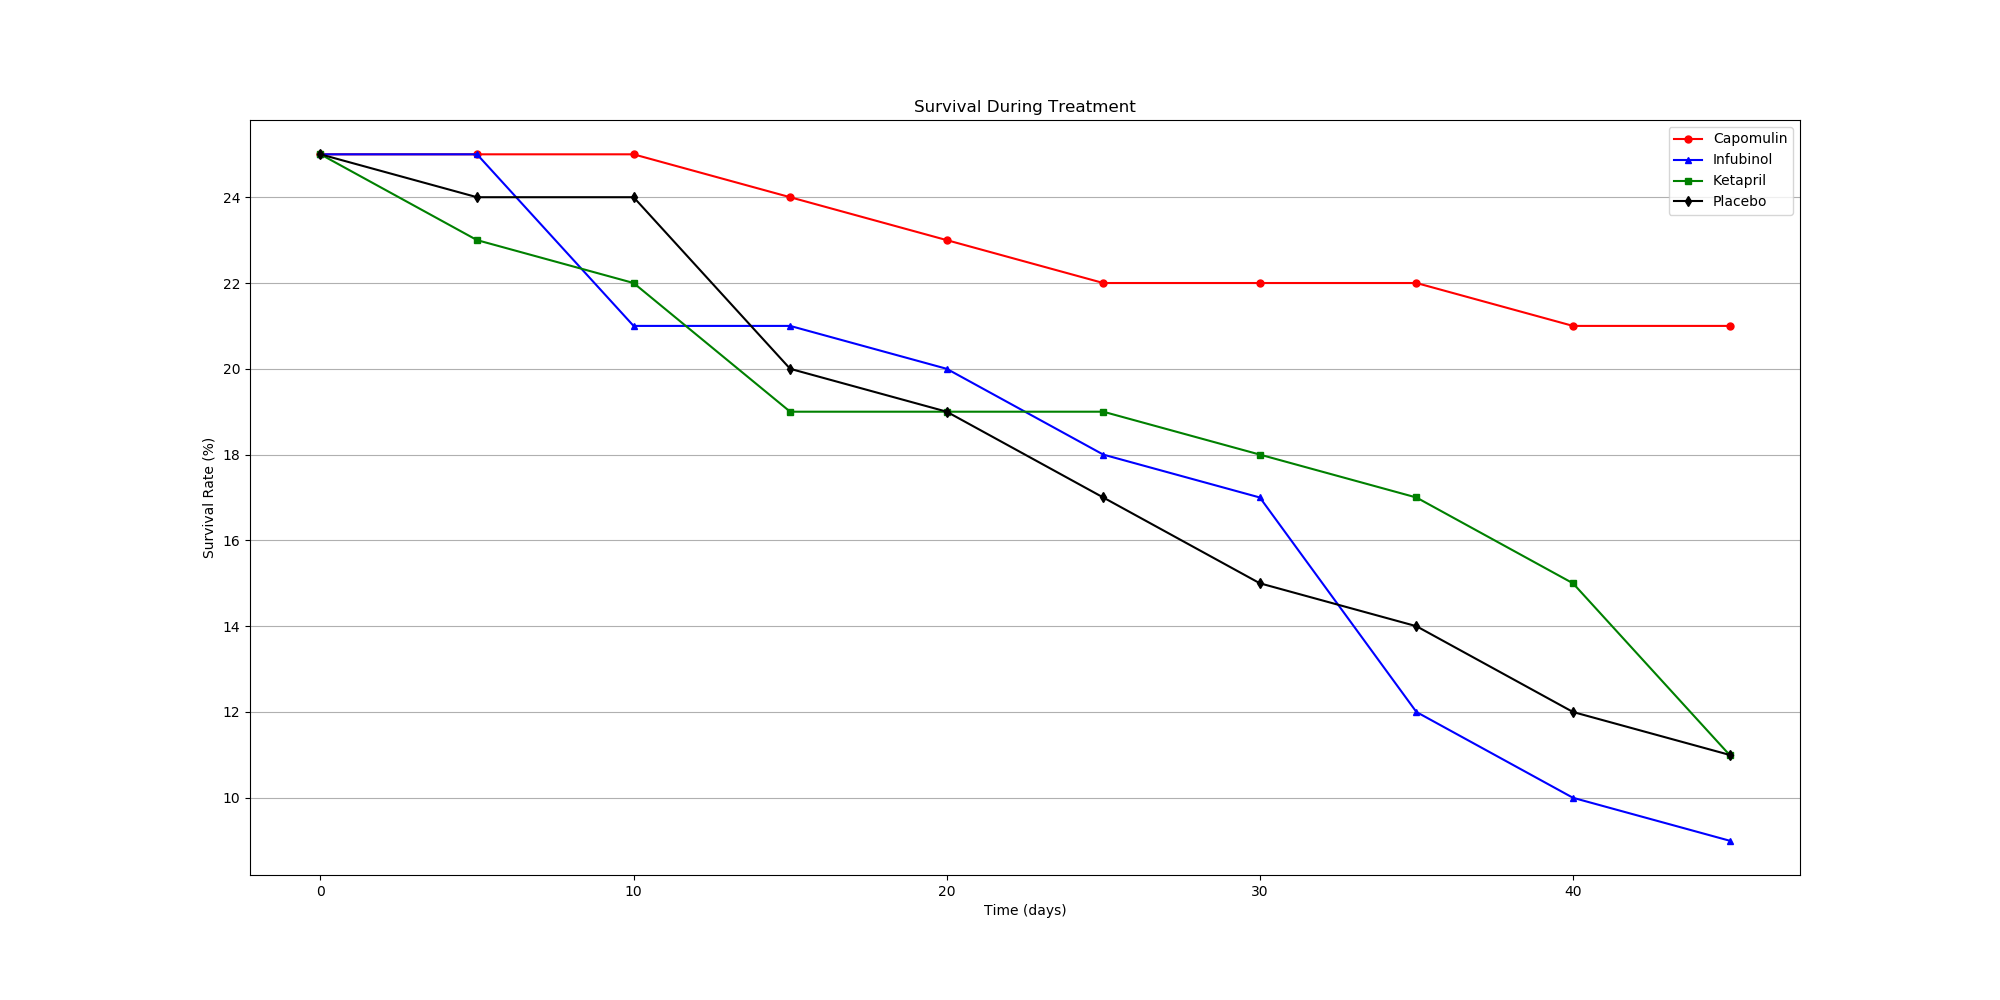 Survival During Treatment
Capomulin
Infubinol
Ketapril
Placebo
Survival Rate (%)
24
22
20
18
16
14
12
10
0 10 20 30 40
Time (days)